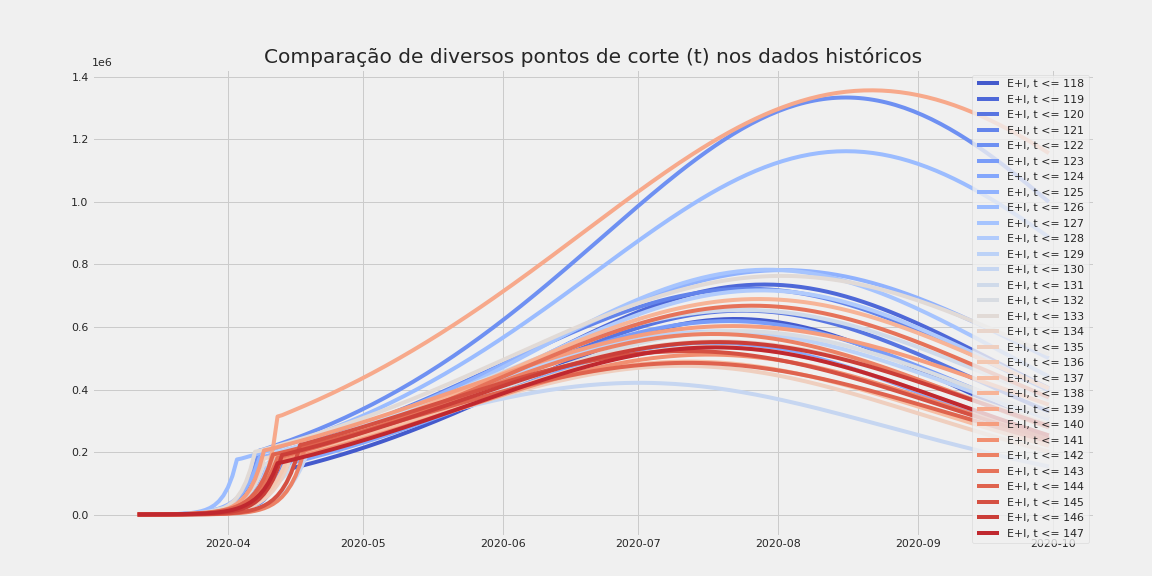 Comparação de diversos pontos de corte (t) nos dados históricos
1e6
1.4
1.2
1.0
0.8
0.6
0.4
0.2
0.0
2020-04 2020-05 2020-06 2020-07 2020-08 2020-09 2020-10
E+I, t <= 118
E+I, t <= 119
E+I, t <= 120
E+I, t <= 121
E+I, t <= 122
E+I, t <= 123
E+I, t <= 124
E+I, t <= 125
E+I, t <= 126
E+I, t <= 127
E+I, t <= 128
E+I, t <= 129
E+I, t <= 130
E+I, t <= 131
E+I, t <= 132
E+I, t <= 133
E+I, t <= 134
E+I, t <= 135
E+I, t <= 136
E+I, t <= 137
E+I, t <= 138
E+I, t <= 139
E+I, t <= 140
E+I, t <= 141
E+I, t <= 142
E+I, t <= 143
E+I, t <= 144
E+I, t <= 145
E+I, t <= 146
E+I, t <= 147